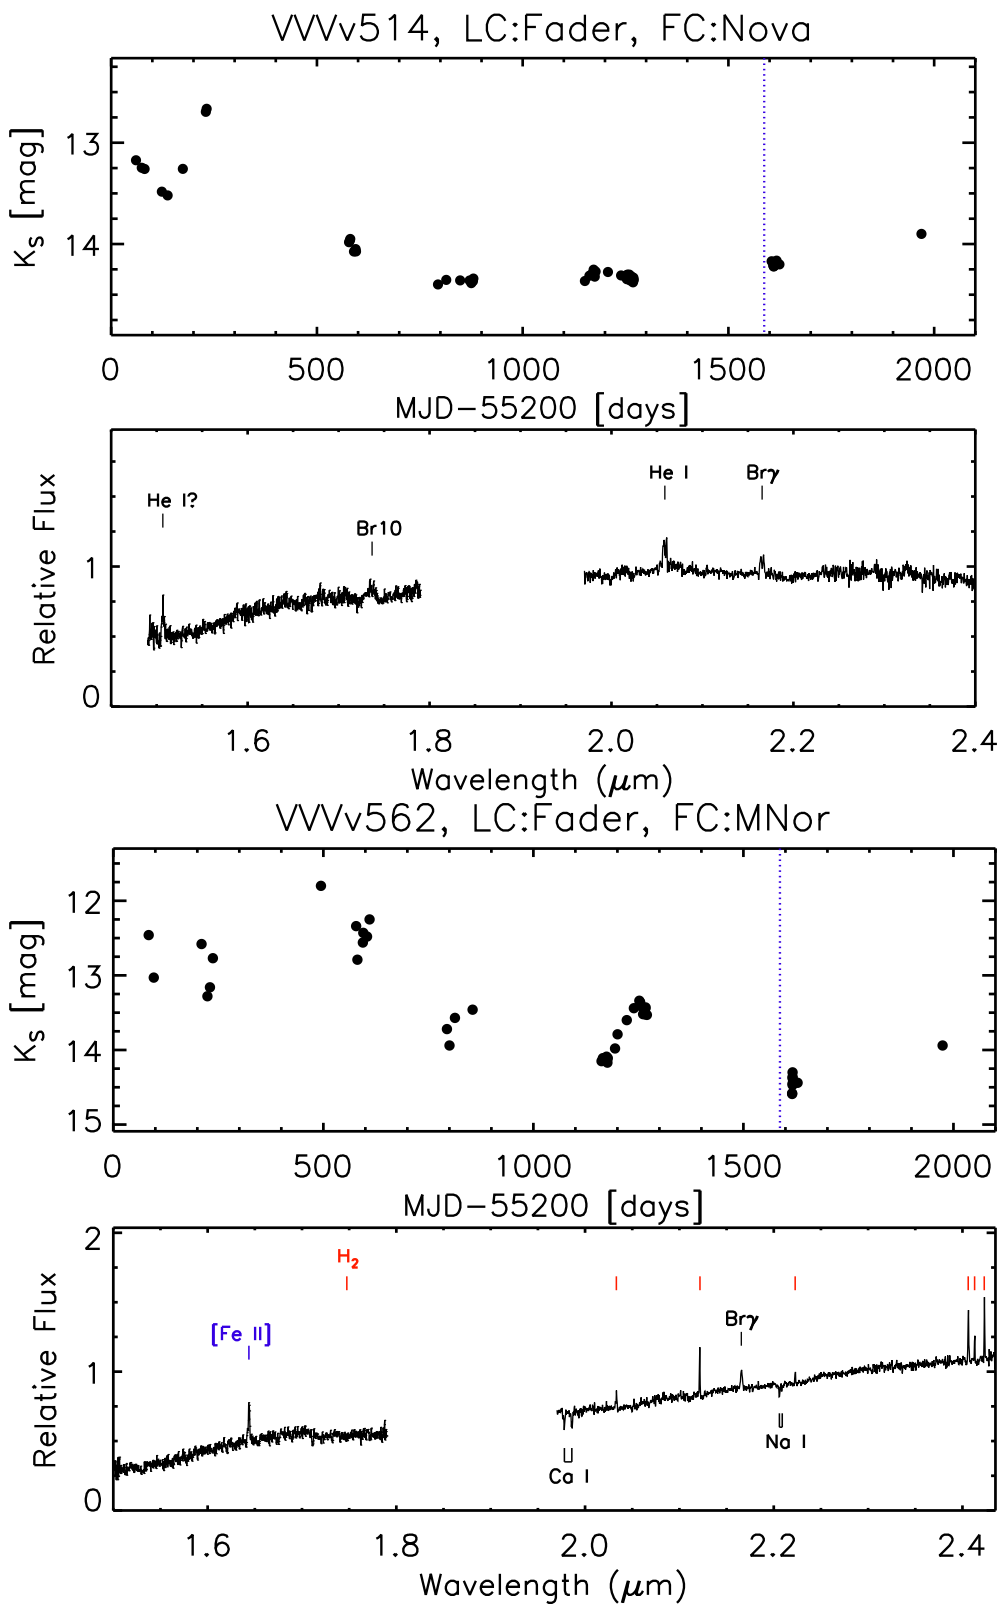 VVVv514, LC:Fader, FC:Nova
13
14
K_S [mag]
0 500 1000 1500 2000
MJD-55200 [days]
He I?
Br10
He I
Brγ
1
0
Relative Flux
1.6 1.8 2.0 2.2 2.4
Wavelength (μm)
VVVv562, LC:Fader, FC:MNor
12
13
14
15
K_S [mag]
0 500 1000 1500 2000
MJD-55200 [days]
2
H₂
[Fe II]
Brγ
1
Na I
Ca I
0
Relative Flux
1.6 1.8 2.0 2.2 2.4
Wavelength (μm)